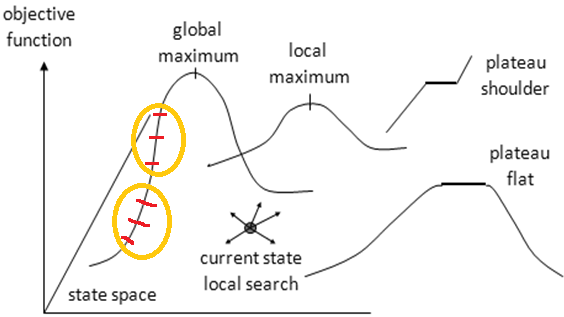 objective
function
global
maximum
local
maximum
plateau
shoulder
plateau
flat
current state
local search
state space